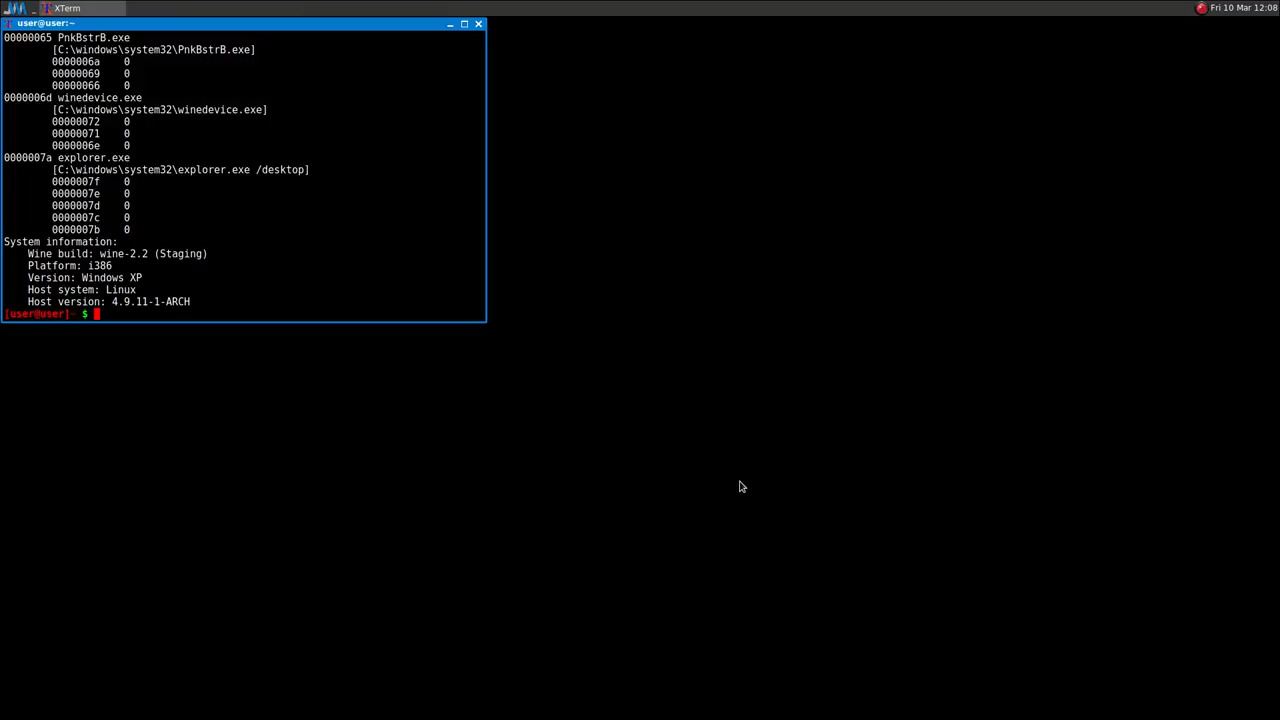 XTerm
Fri 10 Mar 12:08
user@user:~
00000065 PnkBstrB.exe
[C:\windows\system32\PnkBstrB.exe]
0000006a 0
00000069 0
00000066 0
0000006d winedevice.exe
[C:\windows\system32\winedevice.exe]
00000072 0
00000071 0
0000006e 0
0000007a explorer.exe
[C:\windows\system32\explorer.exe /desktop]
0000007f 0
0000007e 0
0000007d 0
0000007c 0
0000007b 0
System information:
Wine build: wine-2.2 (Staging)
Platform: i386
Version: Windows XP
Host system: Linux
Host version: 4.9.11-1-ARCH
[user@user]~ $